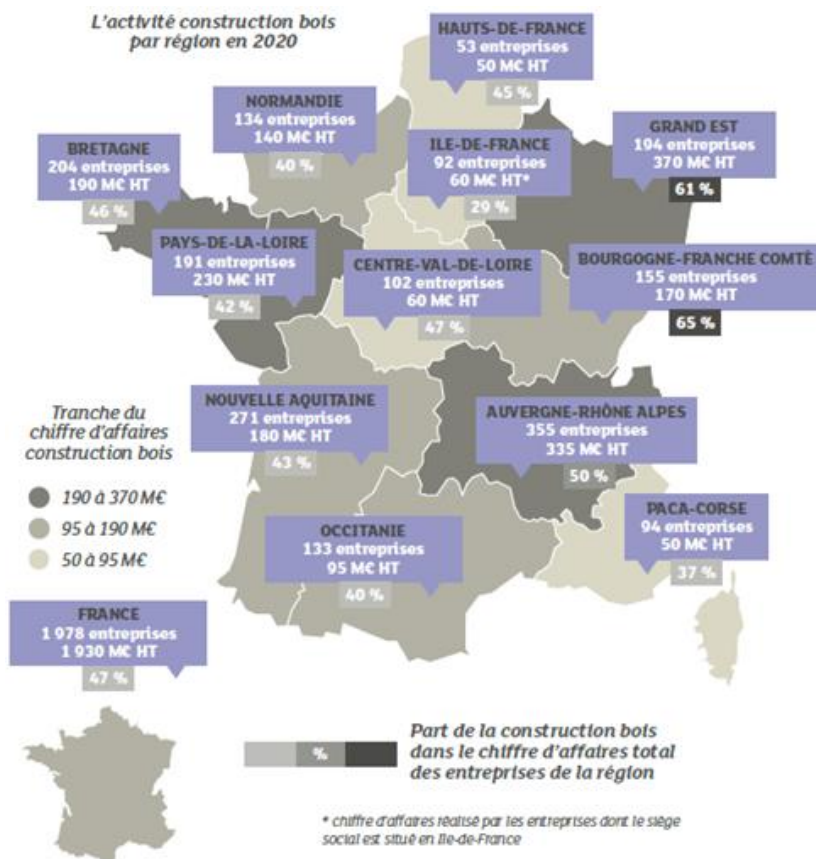 L'activité construction bois
par région en 2020
HAUTS-DE-FRANCE
53 entreprises
50 M€ HT
45 %
NORMANDIE
134 entreprises
140 M€ HT
40 %
ILE-DE-FRANCE
92 entreprises
60 M€ HT*
29 %
GRAND EST
194 entreprises
370 M€ HT
61 %
BRETAGNE
204 entreprises
190 M€ HT
46 %
PAYS-DE-LA-LOIRE
191 entreprises
230 M€ HT
42 %
CENTRE-VAL-DE-LOIRE
102 entreprises
60 M€ HT
47 %
BOURGOGNE-FRANCHE COMTÈ
155 entreprises
170 M€ HT
65 %
NOUVELLE AQUITAINE
271 entreprises
180 M€ HT
43 %
AUVERGNE-RHÔNE ALPES
355 entreprises
335 M€ HT
50 %
Tranche du
chiffre d'affaires
construction bois
190 à 370 M€
95 à 190 M€
50 à 95 M€
OCCITANIE
133 entreprises
95 M€ HT
40 %
PACA-CORSE
94 entreprises
50 M€ HT
37 %
FRANCE
1 978 entreprises
1 930 M€ HT
47 %
%
Part de la construction bois
dans le chiffre d'affaires total
des entreprises de la région
* chiffre d'affaires réalisé par les entreprises dont le siège
social est situé en Ile-de-France